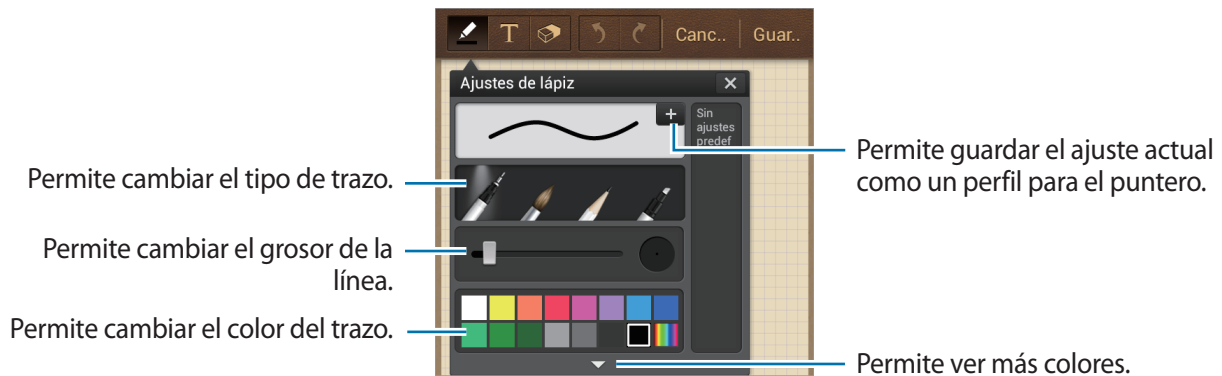 T Canc.. Guar..
Ajustes de lápiz
Sin
ajustes
predef
Permite guardar el ajuste actual
como un perfil para el puntero.
Permite cambiar el tipo de trazo.
Permite cambiar el grosor de la
línea.
Permite cambiar el color del trazo.
Permite ver más colores.